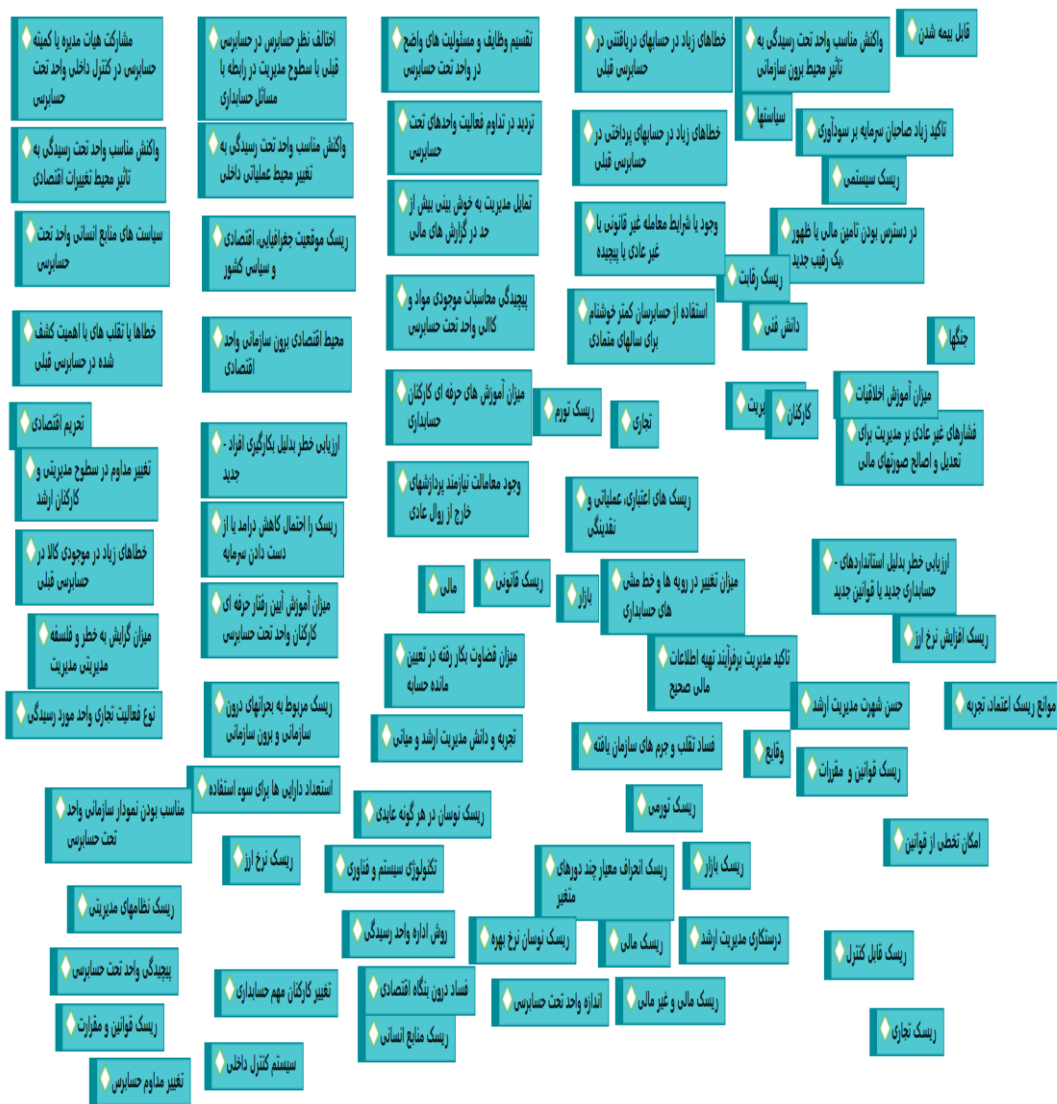 قابل بیمه شدن
واکنش مناسب واحد تحت رسیدگی به
تاثیر محیط برون سازمانی
خطاهای زیاد در حسابهای دریافتنی در
حسابرسی قبلی
تقسیم وظایف و مسئولیت های واضح
در واحد تحت حسابرسی
اختالف نظر حسابرس در حسابرسی
قبلی با سطوح مدیریت در رابطه با
مسائل حسابداری
مشارکت هیات مدیره یا کمیته
حسابرسی در کنترل داخلی واحد تحت
حسابرسی
سیاستها
تاکید زیاد صاحبان سرمایه بر سودآوری
خطاهای زیاد در حسابهای پرداختی در
حسابرسی قبلی
تردید در تداوم فعالیت واحدهای تحت
حسابرسی
واکنش مناسب واحد تحت رسیدگی به
تغییر محیط عملیاتی داخلی
واکنش مناسب واحد تحت رسیدگی به
تاثیر محیط تغییرات اقتصادی
ریسک سیستمی
در دسترس بودن تامین مالی یا ظهور
یک رقیب جدید،
وجود یا شرایط معامله غیر قانونی یا
غیر عادی یا پیچیده
تمایل مدیریت به خوش بینی بیش از
حد در گزارش های مالی
ریسک موقعیت جغرافیایی، اقتصادی
و سیاسی کشور
سیاست های منابع انسانی واحد تحت
حسابرسی
ریسک رقابت
دانش فنی
جنگها
استفاده از حسابرسان کمتر خوشنام
برای سالهای متمادی
پیچیدگی محاسبات موجودی مواد و
کالای واحد تحت حسابرسی
محیط اقتصادی برون سازمانی واحد
اقتصادی
خطاها یا تقلب های با اهمیت کشف
شده در حسابرسی قبلی
میزان آموزش اخلاقیات
کارکنان
فشارهای غیر عادی بر مدیریت برای
تعدیل و اصالح صورتهای مالی
تجاری
ریسک تورم
میزان آموزش های حرفه ای کارکنان
حسابداری
ارزیابی خطر بدلیل بکارگیری افراد -
جدید
تحریم اقتصادی
تغییر مداوم در سطوح مدیریتی و
کارکنان ارشد
وجود معامالت نیازمند پردازشهای
خارج از روال عادی
ریسک های اعتباری، عملیاتی و
نقدینگی
ریسک را احتمال کاهش درامد یا از
دست دادن سرمایه
خطاهای زیاد در موجودی کالا در
حسابرسی قبلی
ارزیابی خطر بدلیل استانداردهای -
حسابداری جدید یا قوانین جدید
میزان تغییر در رویه ها و خط مشی
های حسابداری
بازار
ریسک قانونی
مالی
میزان آموزش آیین رفتار حرفه ای
کارکنان واحد تحت حسابرسی
میزان گرایش به خطر و فلسفه
مدیریتی مدیریت
ریسک افزایش نرخ ارز
تاکید مدیریت برفرآیند تهیه اطلاعات
مالی صحیح
میزان قضاوت بکار رفته در تعیین
مانده حسابه
موانع ریسک اعتماد، تجربه
حسن شهرت مدیریت ارشد
ریسک مربوط به بحرانهای درون
سازمانی و برون سازمانی
نوع فعالیت تجاری واحد مورد رسیدگی
تجربه و دانش مدیریت ارشد و میانی
فساد تقلب و جرم های سازمان یافته
وقایع
ریسک قوانین و مقررات
استعداد دارایی ها برای سوء استفاده
مناسب بودن نمودار سازمانی واحد
تحت حسابرسی
ریسک نوسان در هر گونه عایدی
ریسک تورمی
امکان تخطی از قوانین
ریسک نرخ ارز
تکنولوژی سیستم و فناوری
ریسک انحراف معیار چند دورهای
متغیر
ریسک بازار
ریسک نظامهای مدیریتی
روش اداره واحد رسیدگی
ریسک نوسان نرخ بهره
ریسک مالی
درستکاری مدیریت ارشد
ریسک قابل کنترل
پیچیدگی واحد تحت حسابرسی
تغییر کارکنان مهم حسابداری
فساد درون بنگاه اقتصادی
اندازه واحد تحت حسابرسی
ریسک مالی و غیر مالی
ریسک تجاری
ریسک قوانین و مقرارت
ریسک منابع انسانی
سیستم کنترل داخلی
تغییر مداوم حسابرس